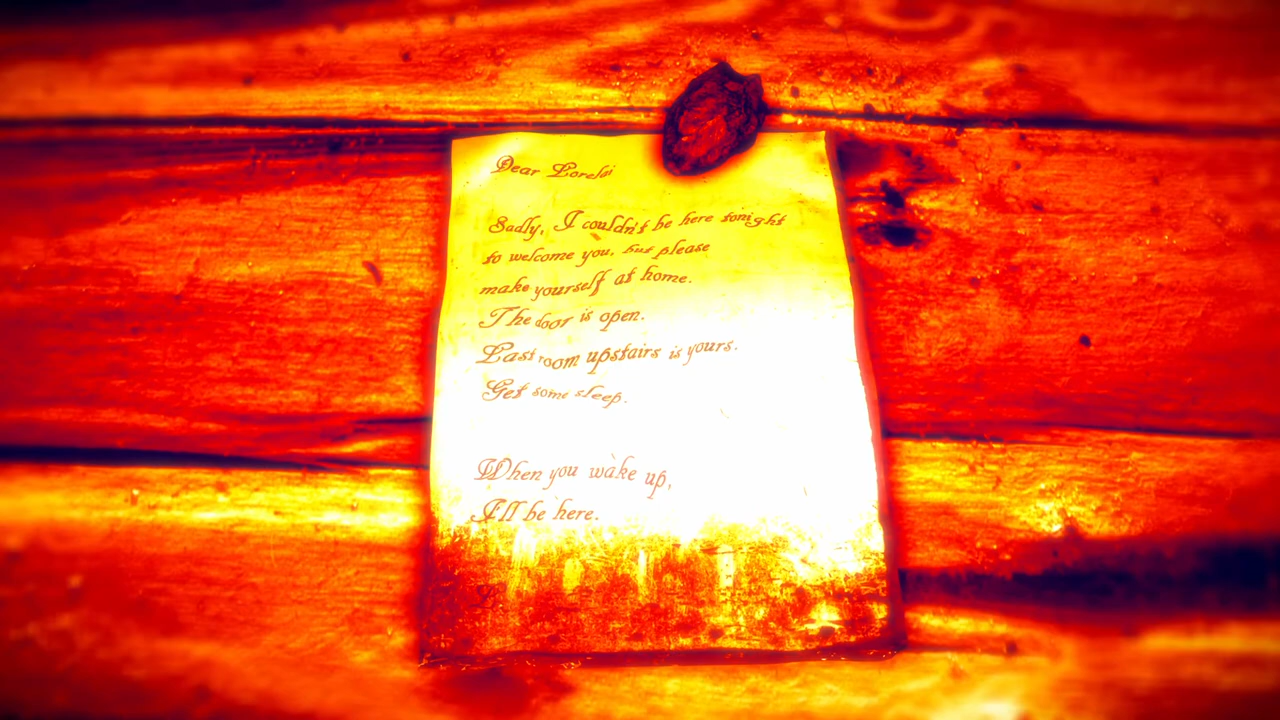 Dear Lorelai
Sadly, I couldn't be here tonight
to welcome you, but please
make yourself at home.
The door is open.
Last room upstairs is yours.
Get some sleep.
When you wake up,
I'll be here.